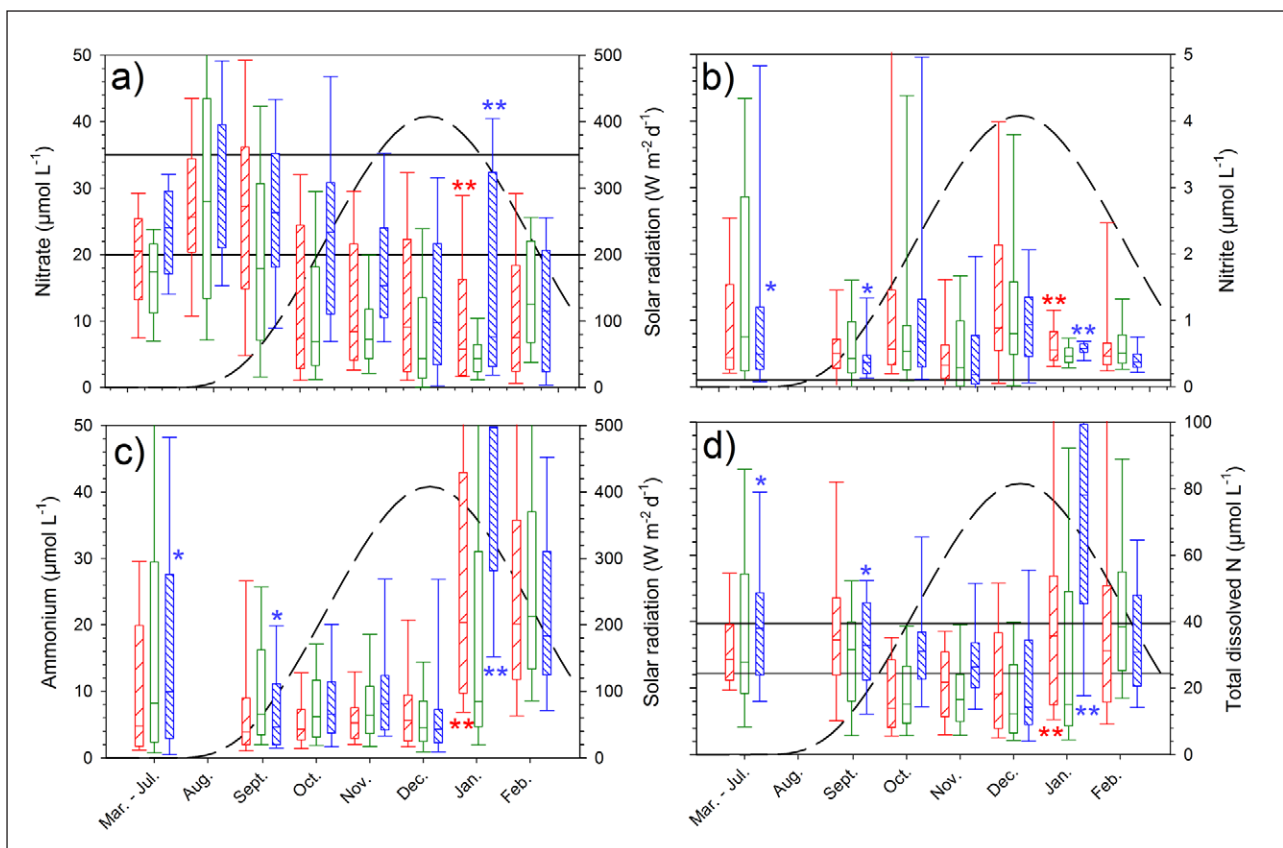 a)
Nitrate (µmol L⁻¹)
50
40
30
20
10
0
**
**
500
400
300
200
100
0
Solar radiation (W m⁻² d⁻¹)
b)
*
*
**
**
5
4
3
2
1
0
Nitrite (µmol L⁻¹)
c)
Ammonium (µmol L⁻¹)
50
40
30
20
10
0
*
*
**
**
500
400
300
200
100
0
Solar radiation (W m⁻² d⁻¹)
Mar. - Jul.
Aug.
Sept.
Oct.
Nov.
Dec.
Jan.
Feb.
d)
*
*
**
**
100
80
60
40
20
0
Total dissolved N (µmol L⁻¹)
Mar. - Jul.
Aug.
Sept.
Oct.
Nov.
Dec.
Jan.
Feb.